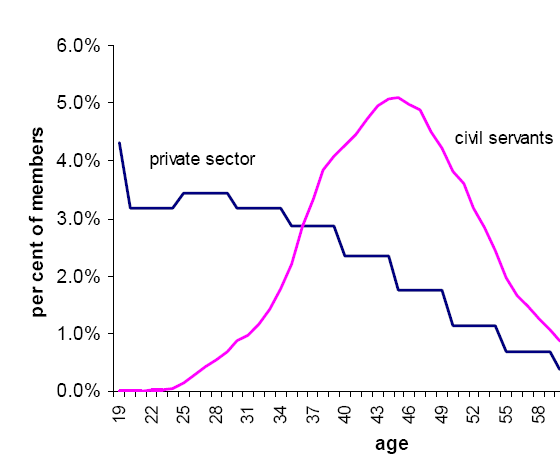 6.0%
5.0%
civil servants
4.0%
private sector
3.0%
2.0%
1.0%
0.0%
per cent of members
19 22 25 28 31 34 37 40 43 46 49 52 55 58
age